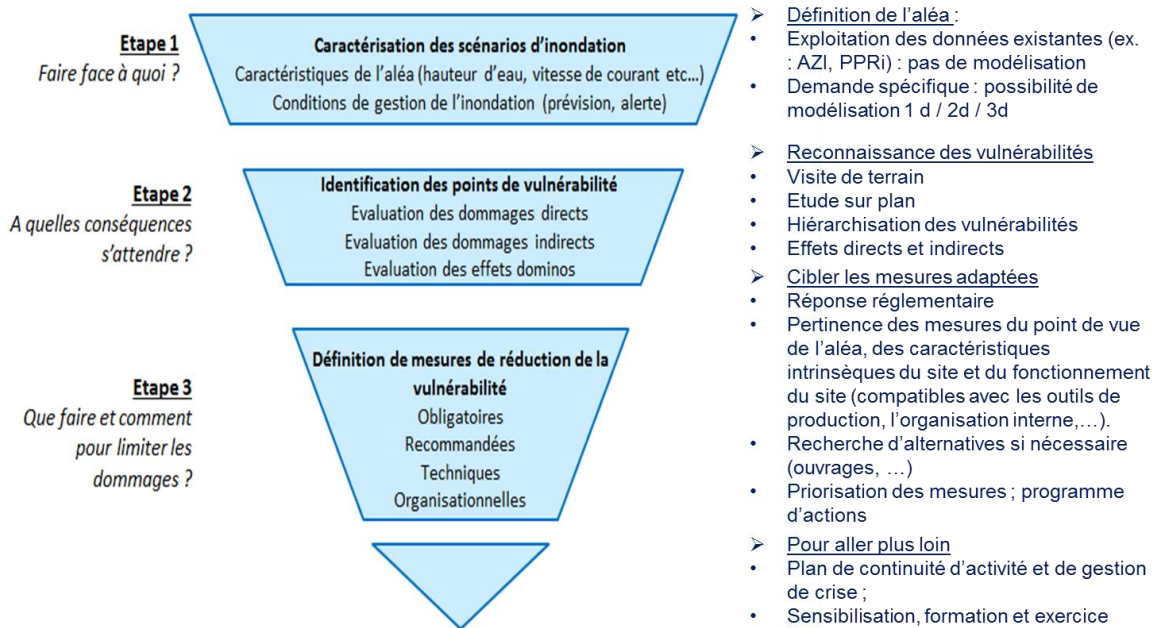 Etape 1
Faire face à quoi ?
Caractérisation des scénarios d'inondation
Caractéristiques de l'aléa (hauteur d'eau, vitesse de courant etc...)
Conditions de gestion de l'inondation (prévision, alerte)
Etape 2
A quelles conséquences
s'attendre ?
Identification des points de vulnérabilité
Evaluation des dommages directs
Evaluation des dommages indirects
Evaluation des effets dominos
Etape 3
Que faire et comment
pour limiter les
dommages ?
Définition de mesures de réduction de la
vulnérabilité
Obligatoires
Recommandées
Techniques
Organisationnelles
➢ Définition de l'aléa :
• Exploitation des données existantes (ex.
: AZI, PPRi) : pas de modélisation
• Demande spécifique : possibilité de
modélisation 1 d / 2d / 3d
➢ Reconnaissance des vulnérabilités
• Visite de terrain
• Etude sur plan
• Hiérarchisation des vulnérabilités
• Effets directs et indirects
➢ Cibler les mesures adaptées
• Réponse réglementaire
• Pertinence des mesures du point de vue
de l'aléa, des caractéristiques
intrinsèques du site et du fonctionnement
du site (compatibles avec les outils de
production, l'organisation interne,...).
• Recherche d'alternatives si nécessaire
(ouvrages, ...)
• Priorisation des mesures ; programme
d'actions
➢ Pour aller plus loin
• Plan de continuité d'activité et de gestion
de crise ;
• Sensibilisation, formation et exercice